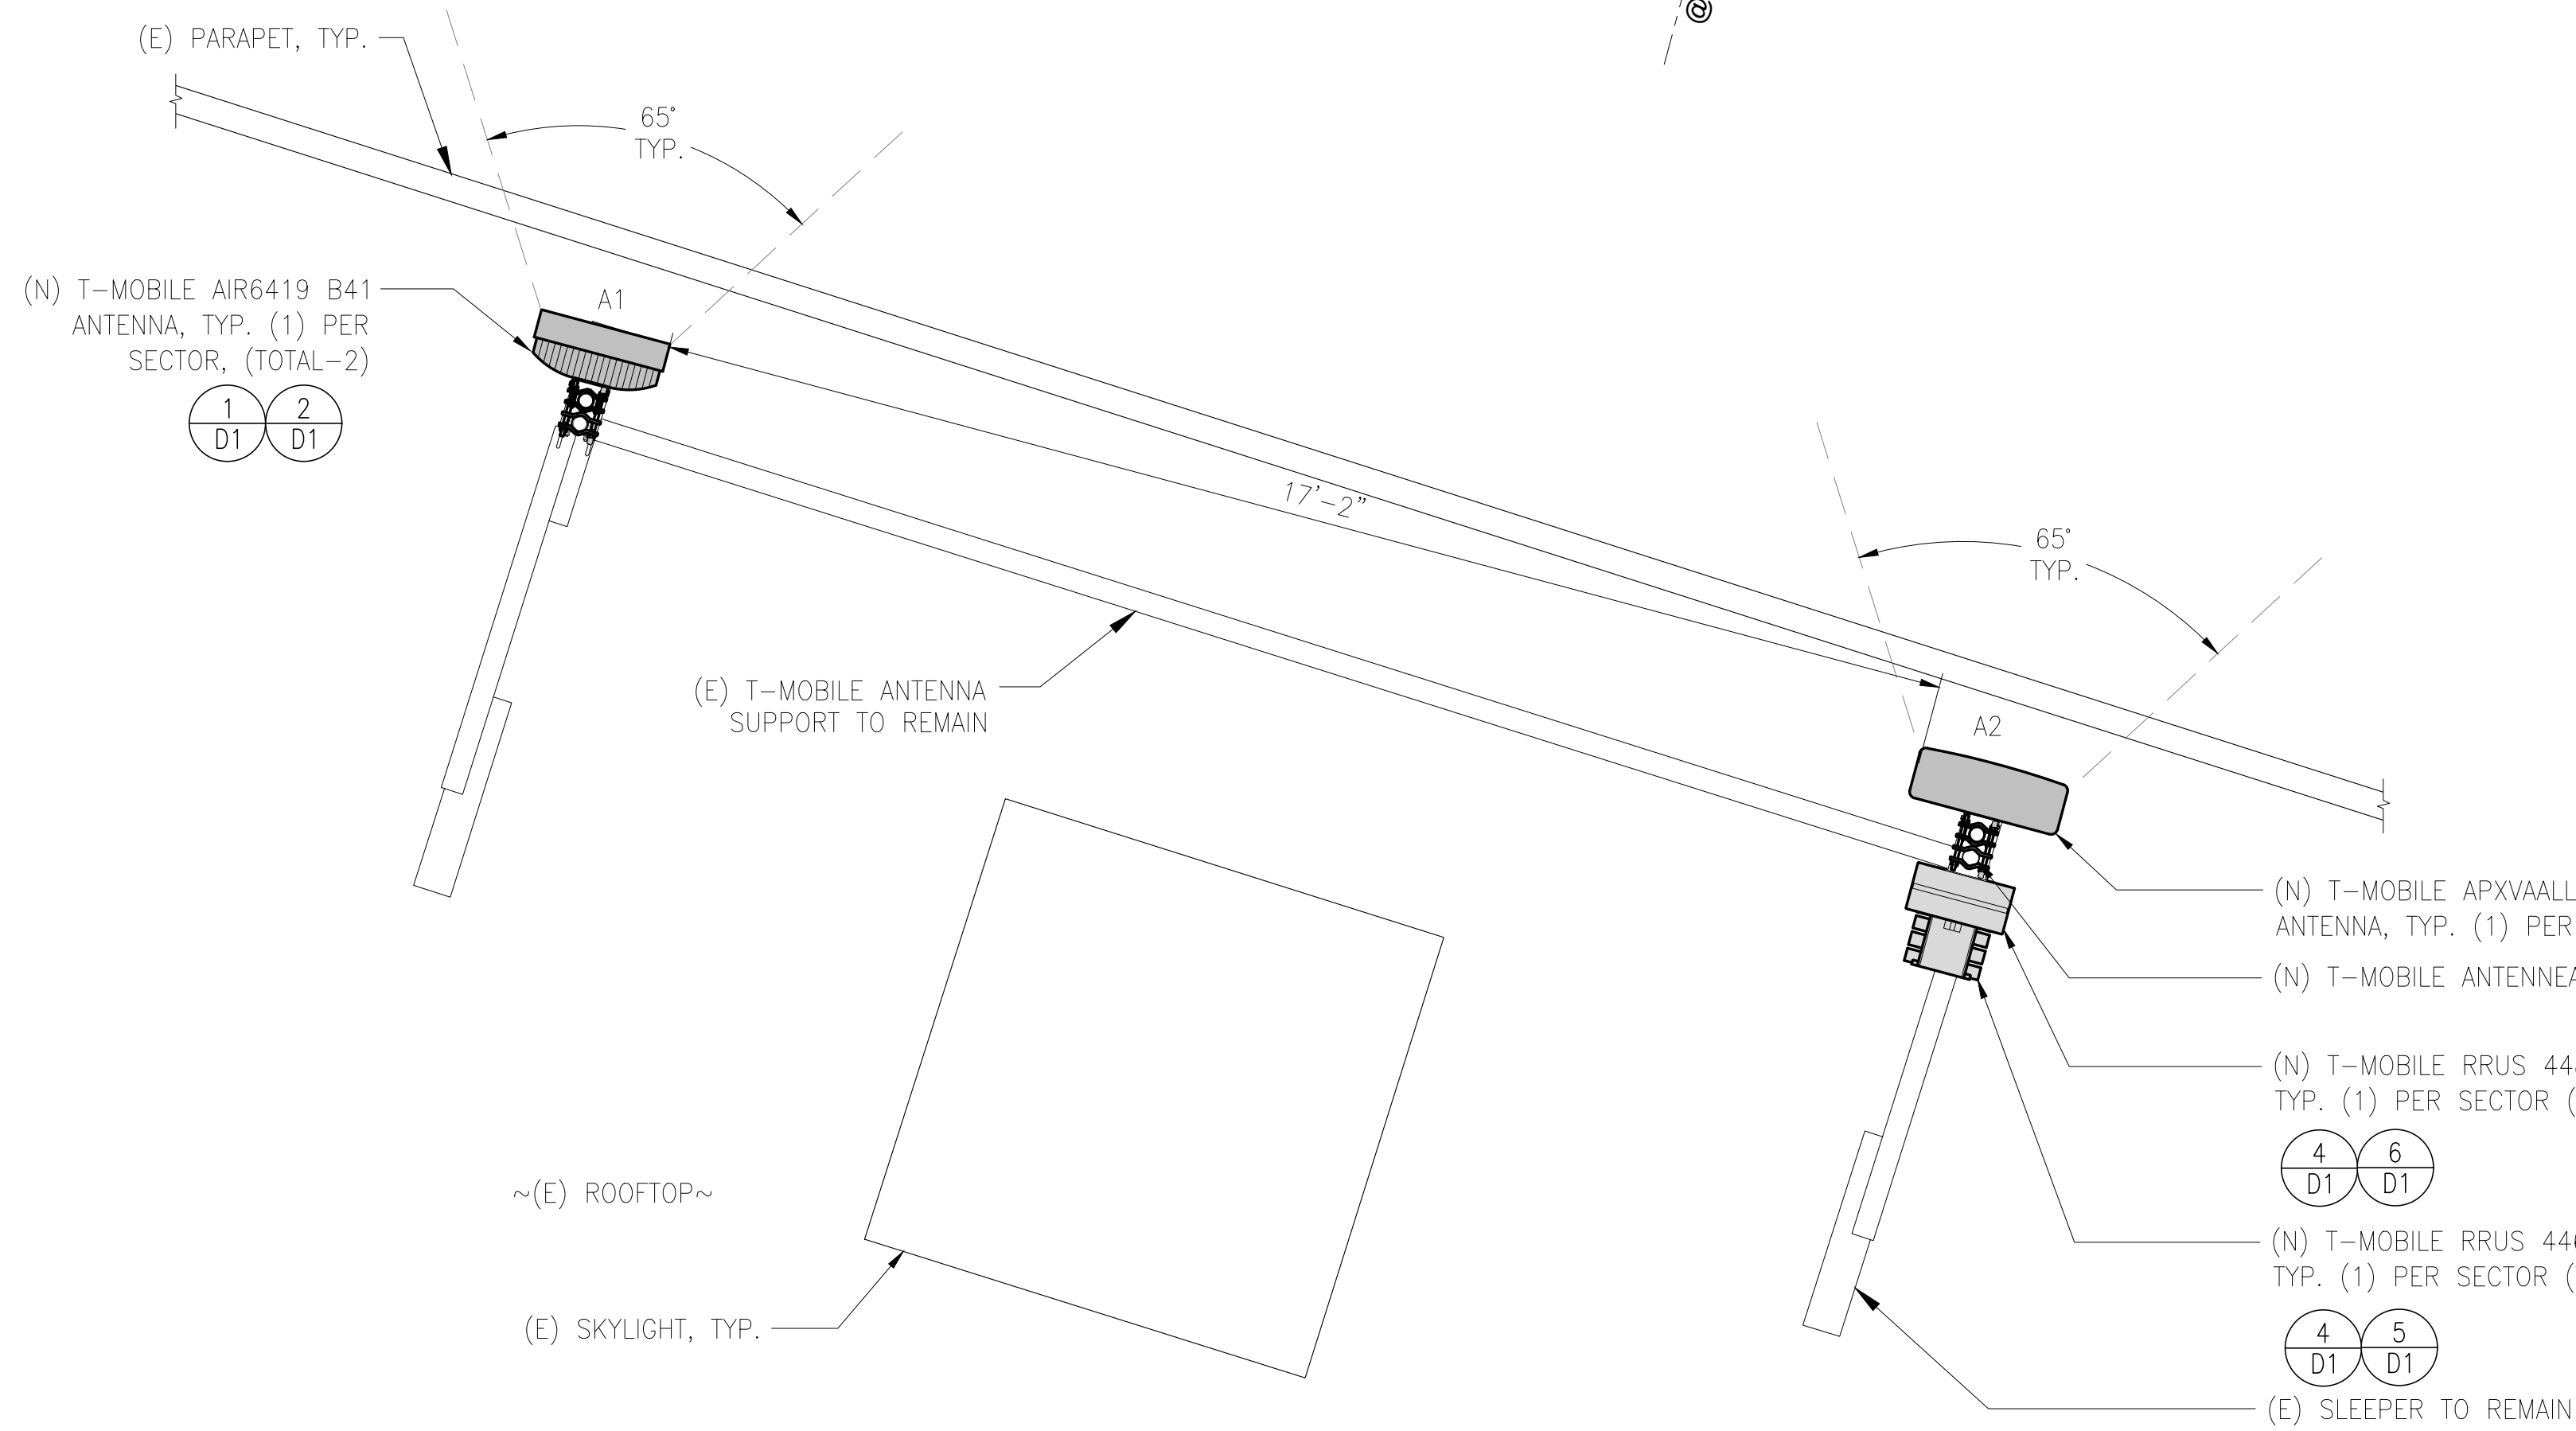 @
(E) PARAPET, TYP.
65°
TYP.
(N) T-MOBILE AIR6419 B41
ANTENNA, TYP. (1) PER
SECTOR, (TOTAL-2)
1
D1
2
D1
A1
17'-2"
65°
TYP.
(E) T-MOBILE ANTENNA
SUPPORT TO REMAIN
A2
(N) T-MOBILE APXVAALL
ANTENNA, TYP. (1) PER
(N) T-MOBILE
(N) T-MOBILE RRUS
TYP. (1) PER SECTOR (
4
D1
6
D1
~(E) ROOFTOP~
(N) T-MOBILE RRUS
TYP. (1) PER SECTOR (
4
D1
5
D1
(E) SKYLIGHT, TYP.
(E) SLEEPER TO REMAIN